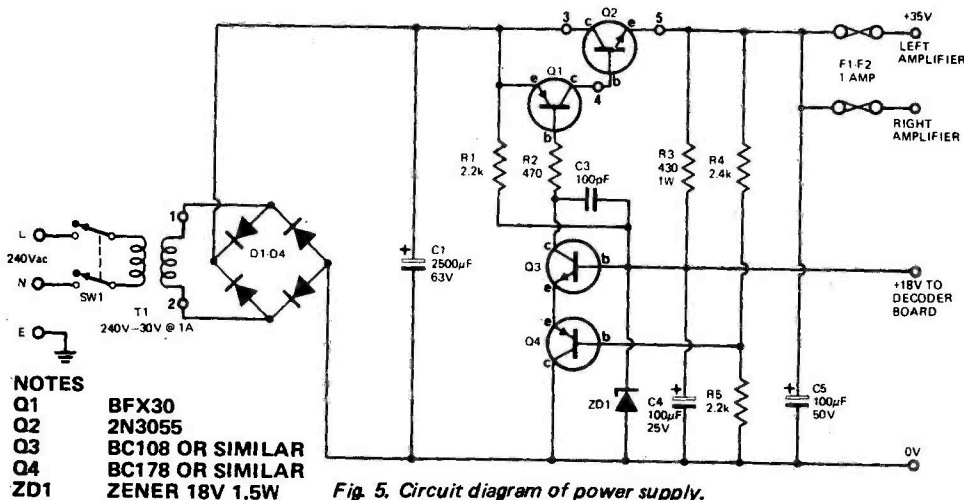 3
c
Q2
e
5
b
+35V
LEFT
AMPLIFIER
F1-F2
1 AMP
RIGHT
AMPLIFIER
e
Q1
c
4
b
R1
2.2k
R2
470
C3
100pF
R3
430
1W
R4
2.4k
L
240Vac
N
SW1
E
1
2
T1
240V–30V @ 1A
D1-D4
+
C1
2500µF
63V
c
Q3
b
e
+18V TO
DECODER
BOARD
e
Q4
b
c
ZD1
+
C4
100µF
25V
R5
2.2k
+
C5
100µF
50V
0V
NOTES
Q1 BFX30
Q2 2N3055
Q3 BC108 OR SIMILAR
Q4 BC178 OR SIMILAR
ZD1 ZENER 18V 1.5W
Fig. 5. Circuit diagram of power supply.